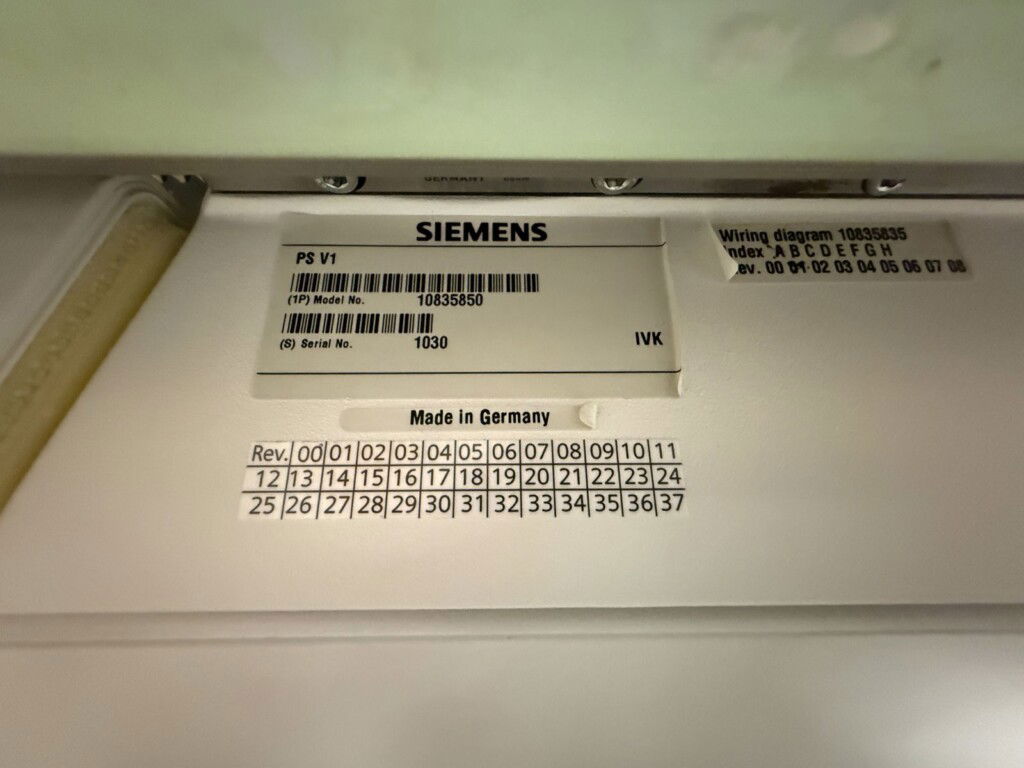 GERMANY
SIEMENS
PS V1
(1P) Model No. 10835850
(S) Serial No. 1030
IVK
Wiring diagram 10835835
Index A B C D E F G H
ev. 00 01 02 03 04 05 06 07 08
Made in Germany
Rev. 00 01 02 03 04 05 06 07 08 09 10 11
12 13 14 15 16 17 18 19 20 21 22 23 24
25 26 27 28 29 30 31 32 33 34 35 36 37